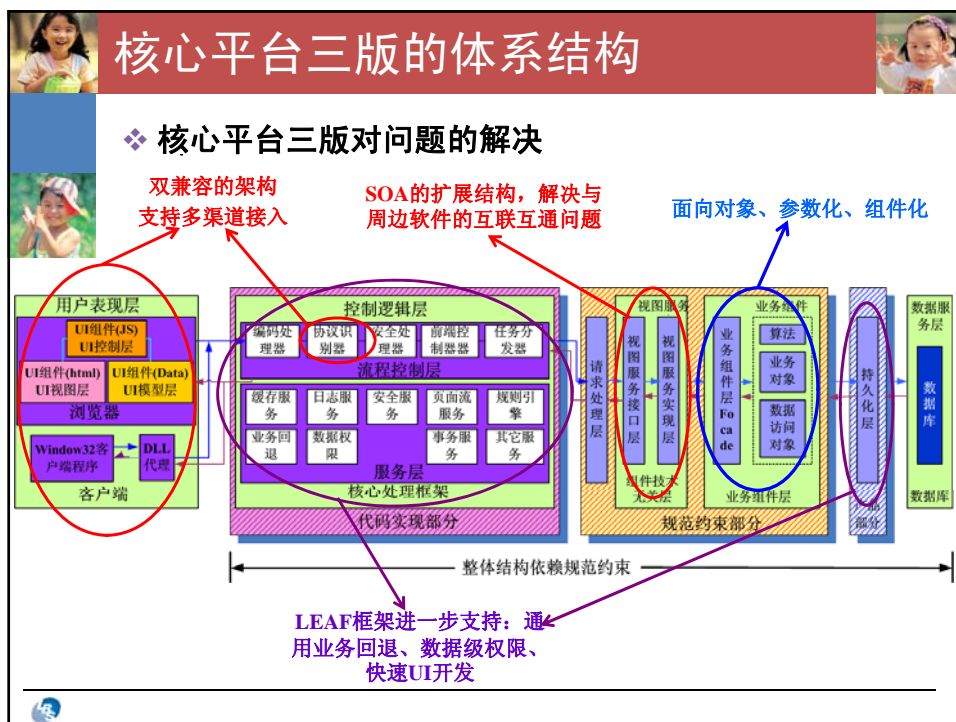 核心平台三版的体系结构
核心平台三版对问题的解决
双兼容的架构
支持多渠道接入
SOA的扩展结构，解决与
周边软件的互联互通问题
面向对象、参数化、组件化
用户表现层
UI组件(JS)
UI控制层
UI组件(html)
UI视图层
UI组件(Data)
UI模型层
浏览器
Window32客
户端程序
DLL
代理
客户端
控制逻辑层
编码处
理器
协议识
别器
安全处
理器
前端控
制器器
任务分
发器
流程控制层
缓存服
务
日志服
务
安全服
务
页面流
服务
规则引
擎
业务回
退
数据权
限
事务服
务
其它服
务
服务层
核心处理框架
代码实现部分
请求处理层
视图服务
视图服务接口层
视图服务实现层
组件技术
无关层
业务组件
业务组件层Fo
ca
de
算法
业务
对象
数据
访问
对象
业务组件层
规范约束部分
持久化层
部分
数据服
务层
数据库
数据库
整体结构依赖规范约束
LEAF框架进一步支持：通
用业务回退、数据级权限、
快速UI开发
LBS